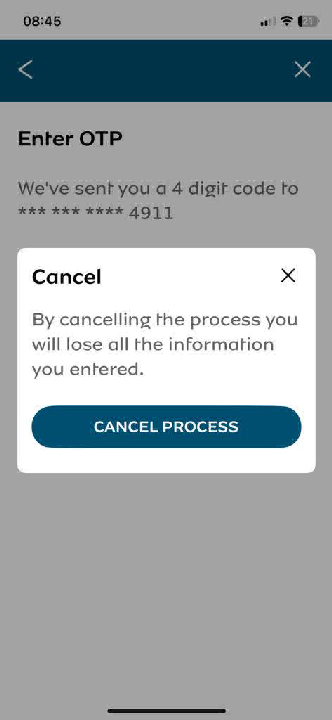 08:45
21
Enter OTP
We've sent you a 4 digit code to
*** *** **** 4911
Cancel
By cancelling the process you
will lose all the information
you entered.
CANCEL PROCESS